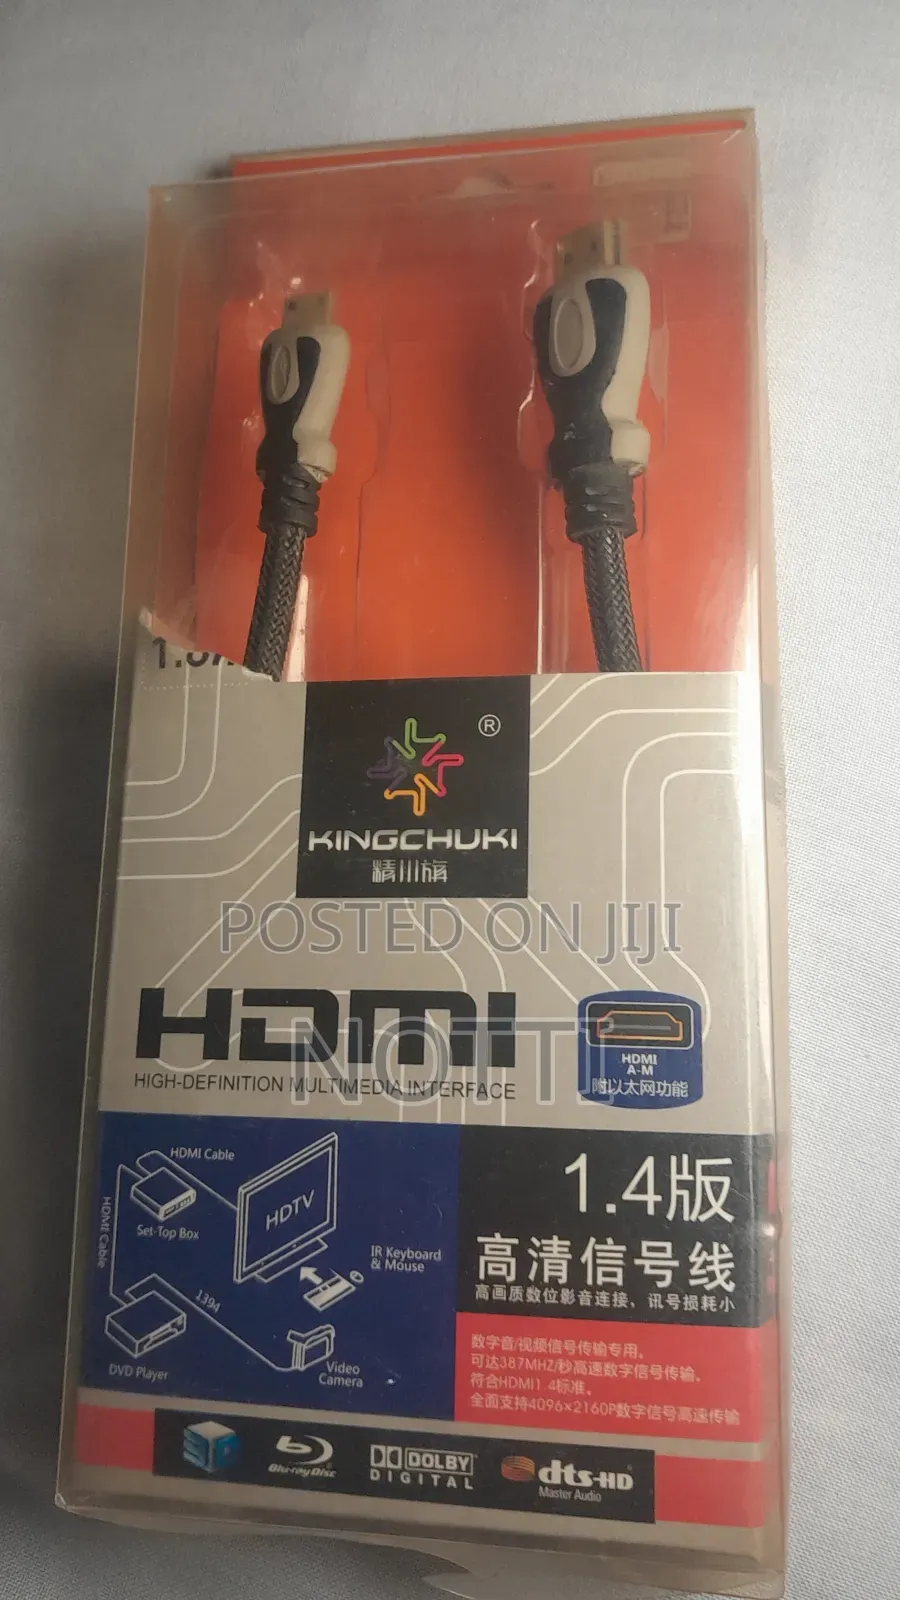 ®
KINGCHUKI
精川旗
POSTED ON JIJI
HDMI
NOTTI
HIGH-DEFINITION MULTIMEDIA INTERFACE
HDMI
A-M
附以太网功能
HDMI Cable
HDTV
Set-Top Box
HDMI Cable
IR Keyboard
& Mouse
1394
DVD Player
Video
Camera
1.4版
高清信号线
高画质数位影音连接、讯号损耗小
数字音/视频信号传输专用。
可达387MHZ/秒高速数字信号传输。
符合HDMI1.4标准。
全面支持4096×2160P数字信号高速传输
3D
Blu-ray Disc
DOLBY
DIGITAL
dts-HD
Master Audio